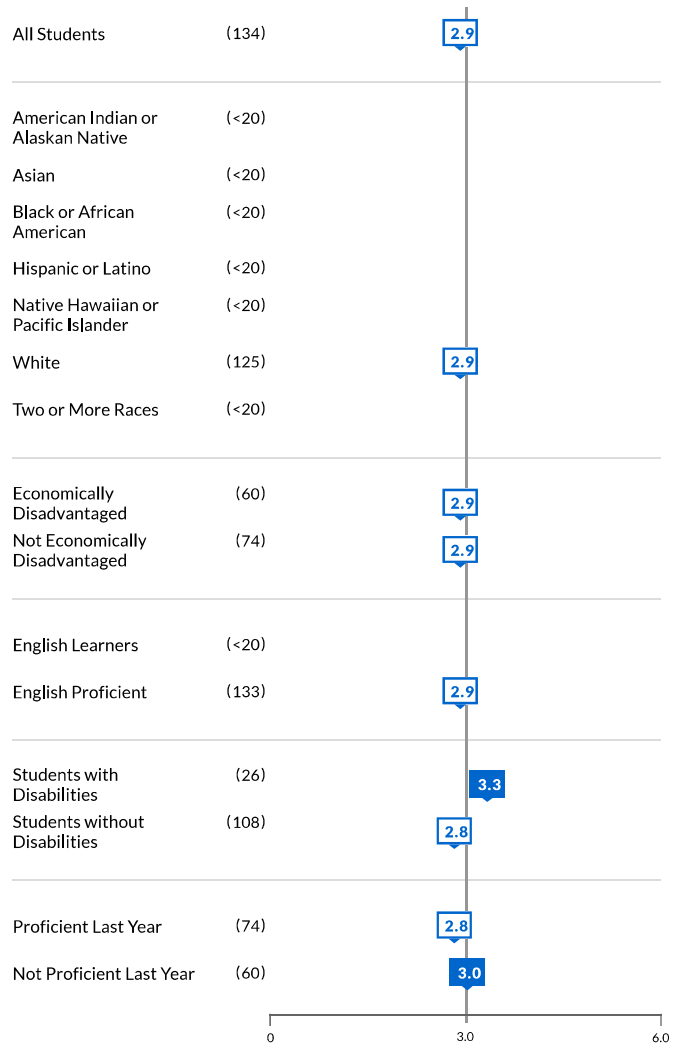 All Students (134) 2.9
American Indian or (<20)
Alaskan Native
Asian (<20)
Black or African (<20)
American
Hispanic or Latino (<20)
Native Hawaiian or (<20)
Pacific Islander
White (125) 2.9
Two or More Races (<20)
Economically (60) 2.9
Disadvantaged
Not Economically (74) 2.9
Disadvantaged
English Learners (<20)
English Proficient (133) 2.9
Students with (26) 3.3
Disabilities
Students without (108) 2.8
Disabilities
Proficient Last Year (74) 2.8
Not Proficient Last Year (60) 3.0
0 3.0 6.0